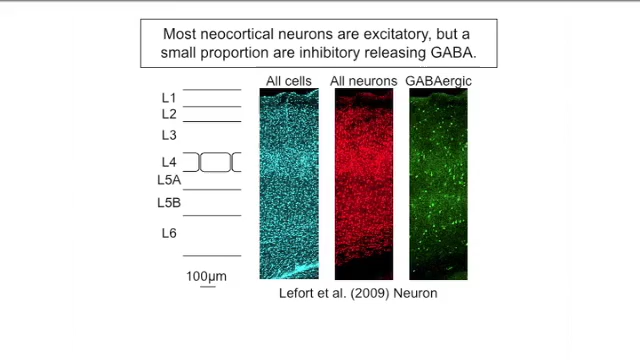 Most neocortical neurons are excitatory, but a
small proportion are inhibitory releasing GABA.
All cells All neurons GABAergic
L1
L2
L3
L4
L5A
L5B
L6
100μm
Lefort et al. (2009) Neuron